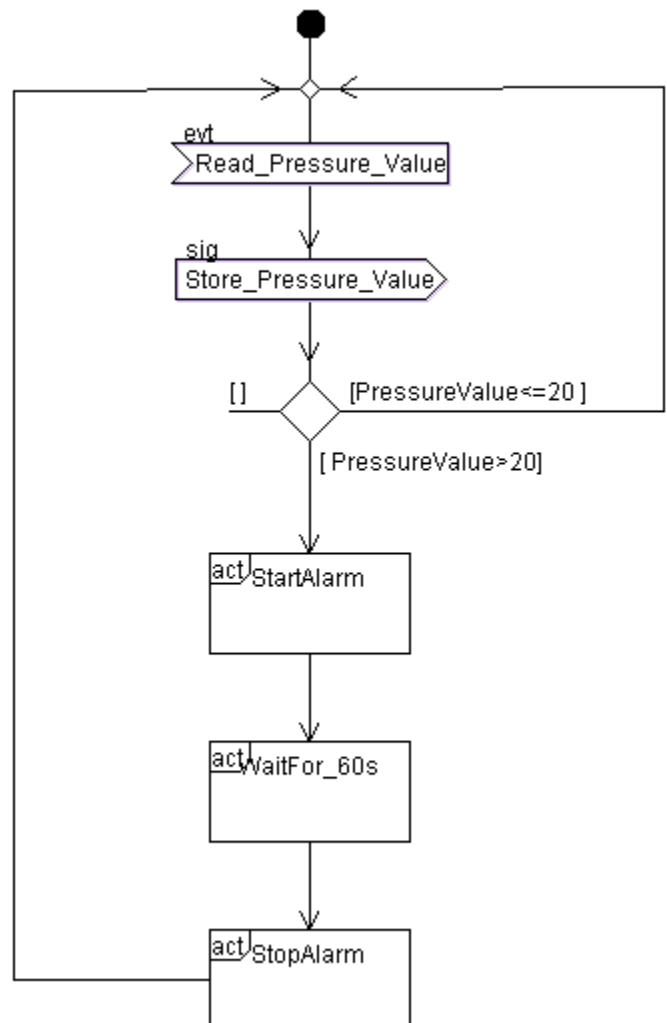 evt
Read_Pressure_Value
sig
Store_Pressure_Value
[ ]
[PressureValue<=20 ]
[ PressureValue>20]
act
StartAlarm
act
WaitFor_60s
act
StopAlarm